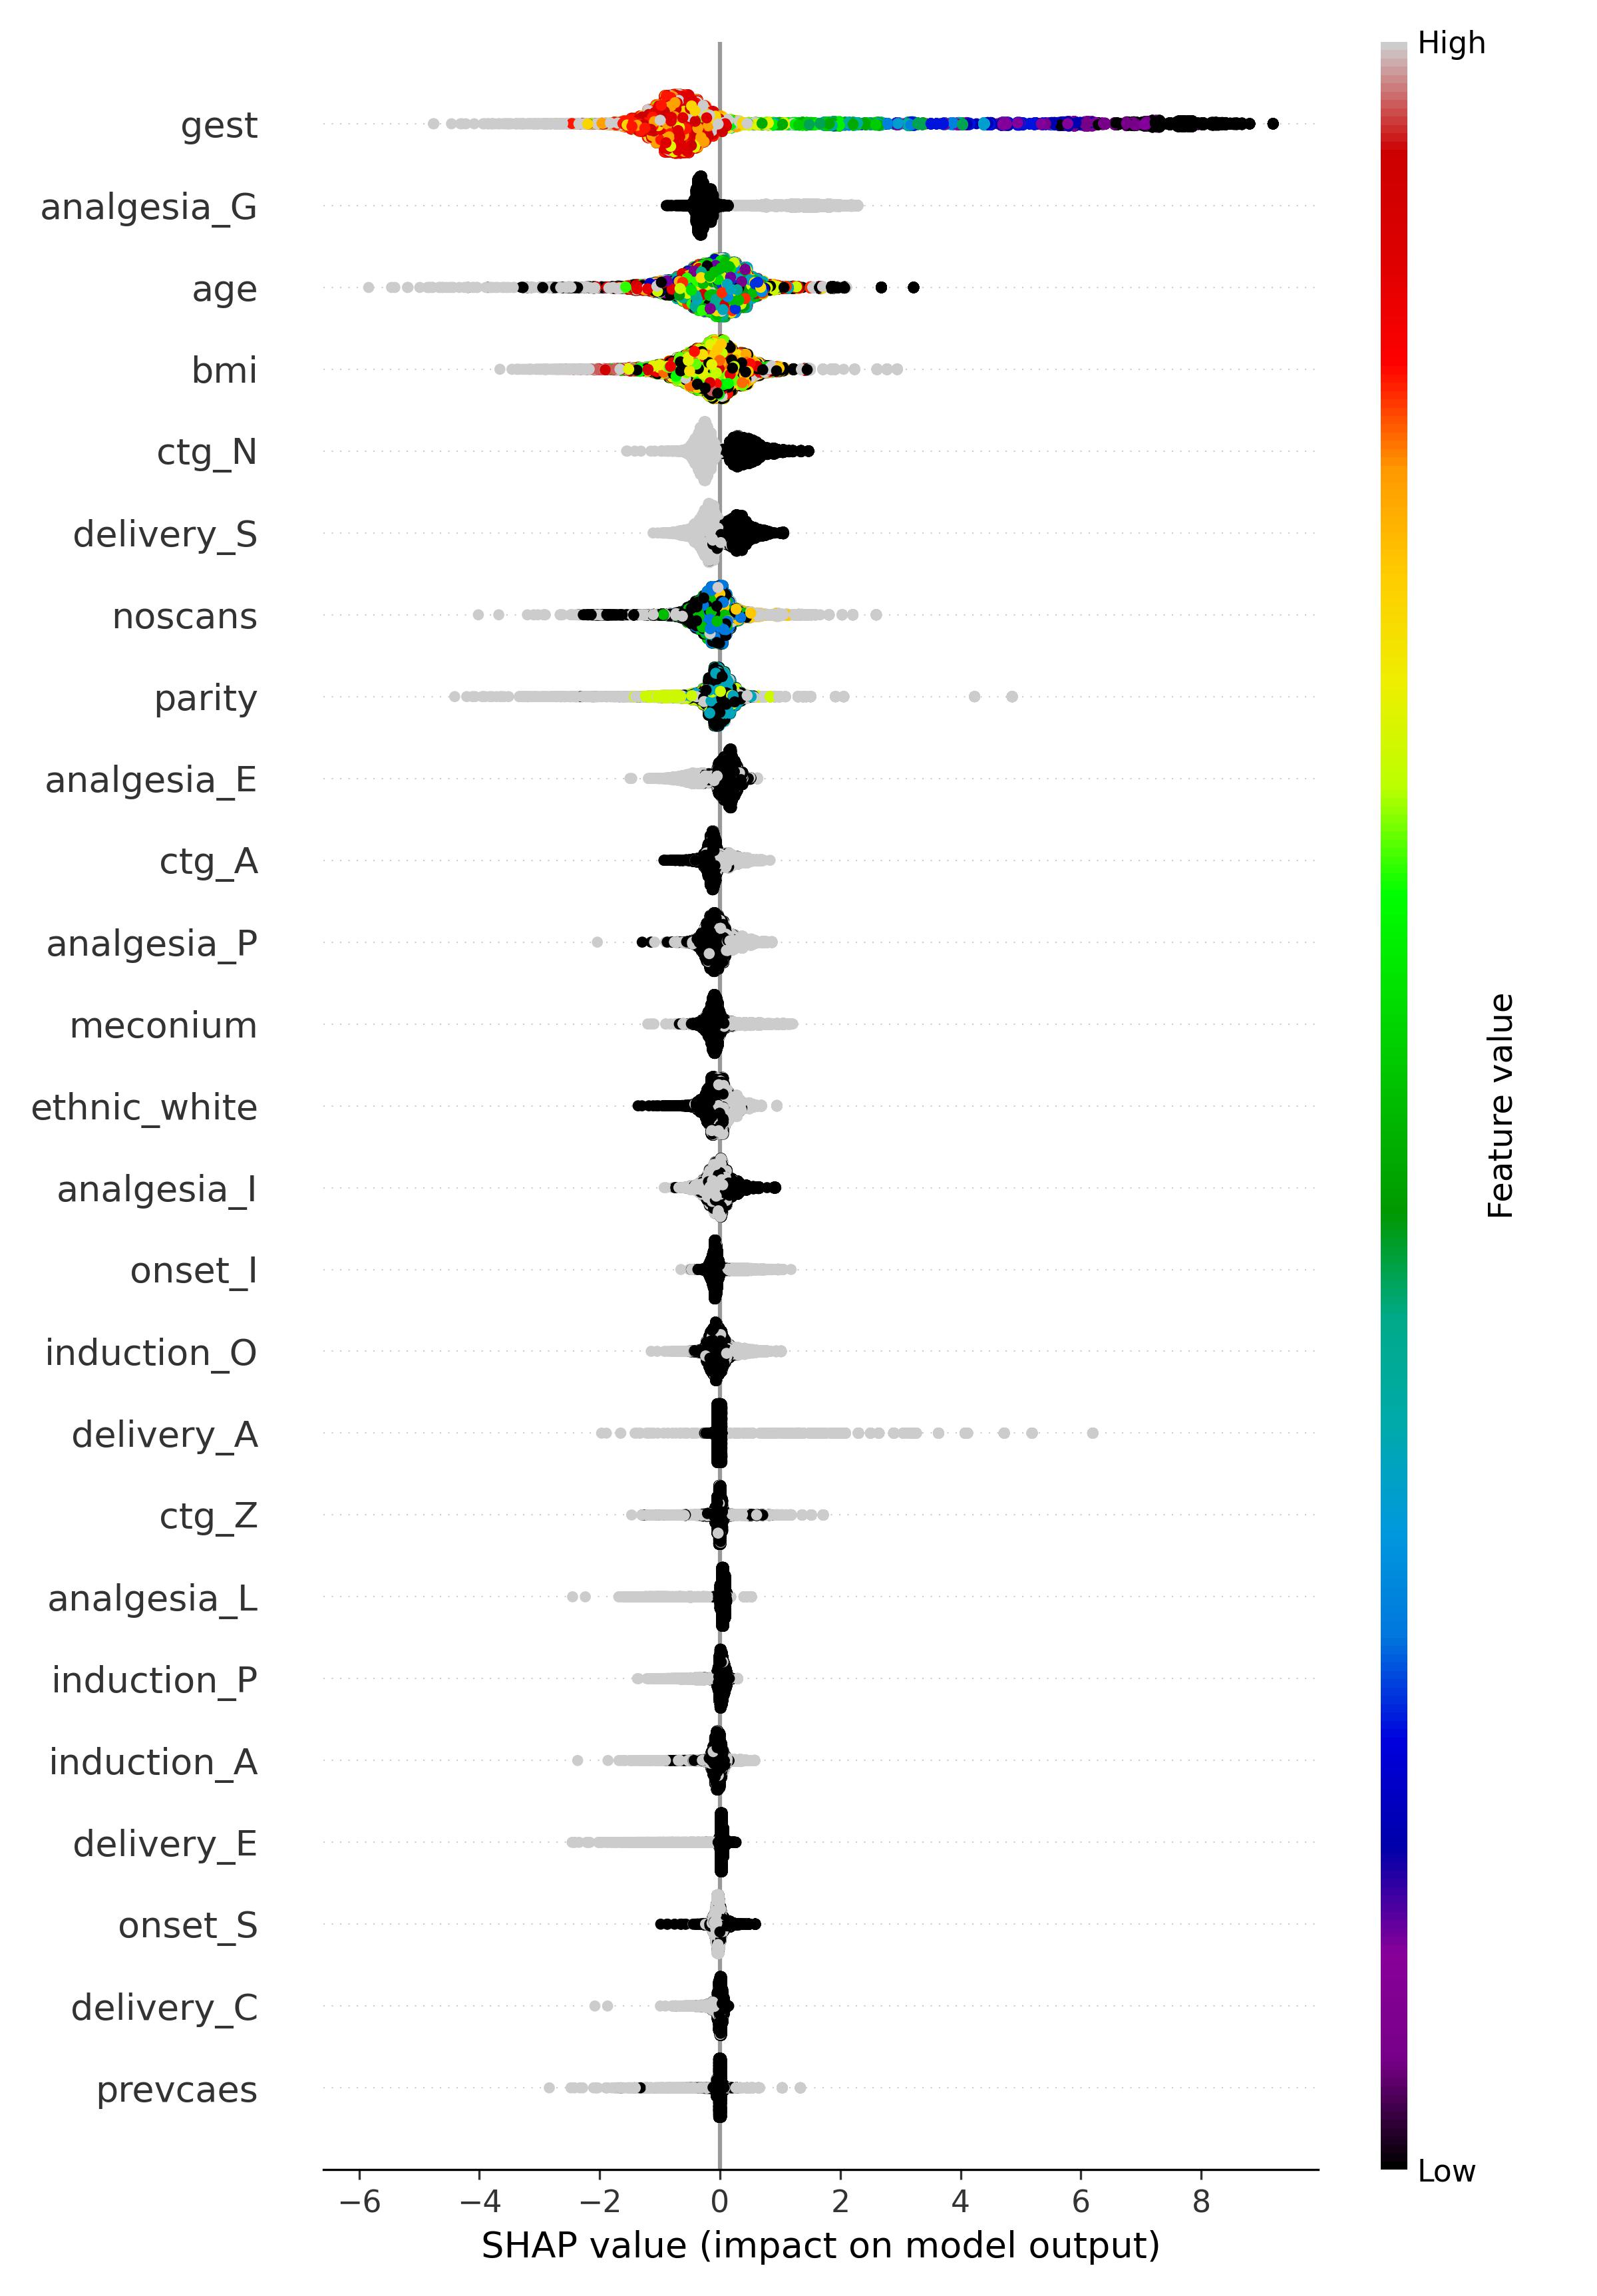 High
gest
analgesia_G
age
bmi
ctg_N
delivery_S
noscans
parity
analgesia_E
ctg_A
analgesia_P
meconium
ethnic_white
analgesia_I
onset_I
induction_O
delivery_A
ctg_Z
analgesia_L
induction_P
induction_A
delivery_E
onset_S
delivery_C
prevcaes
Feature value
Low
−6 −4 −2 0 2 4 6 8
SHAP value (impact on model output)